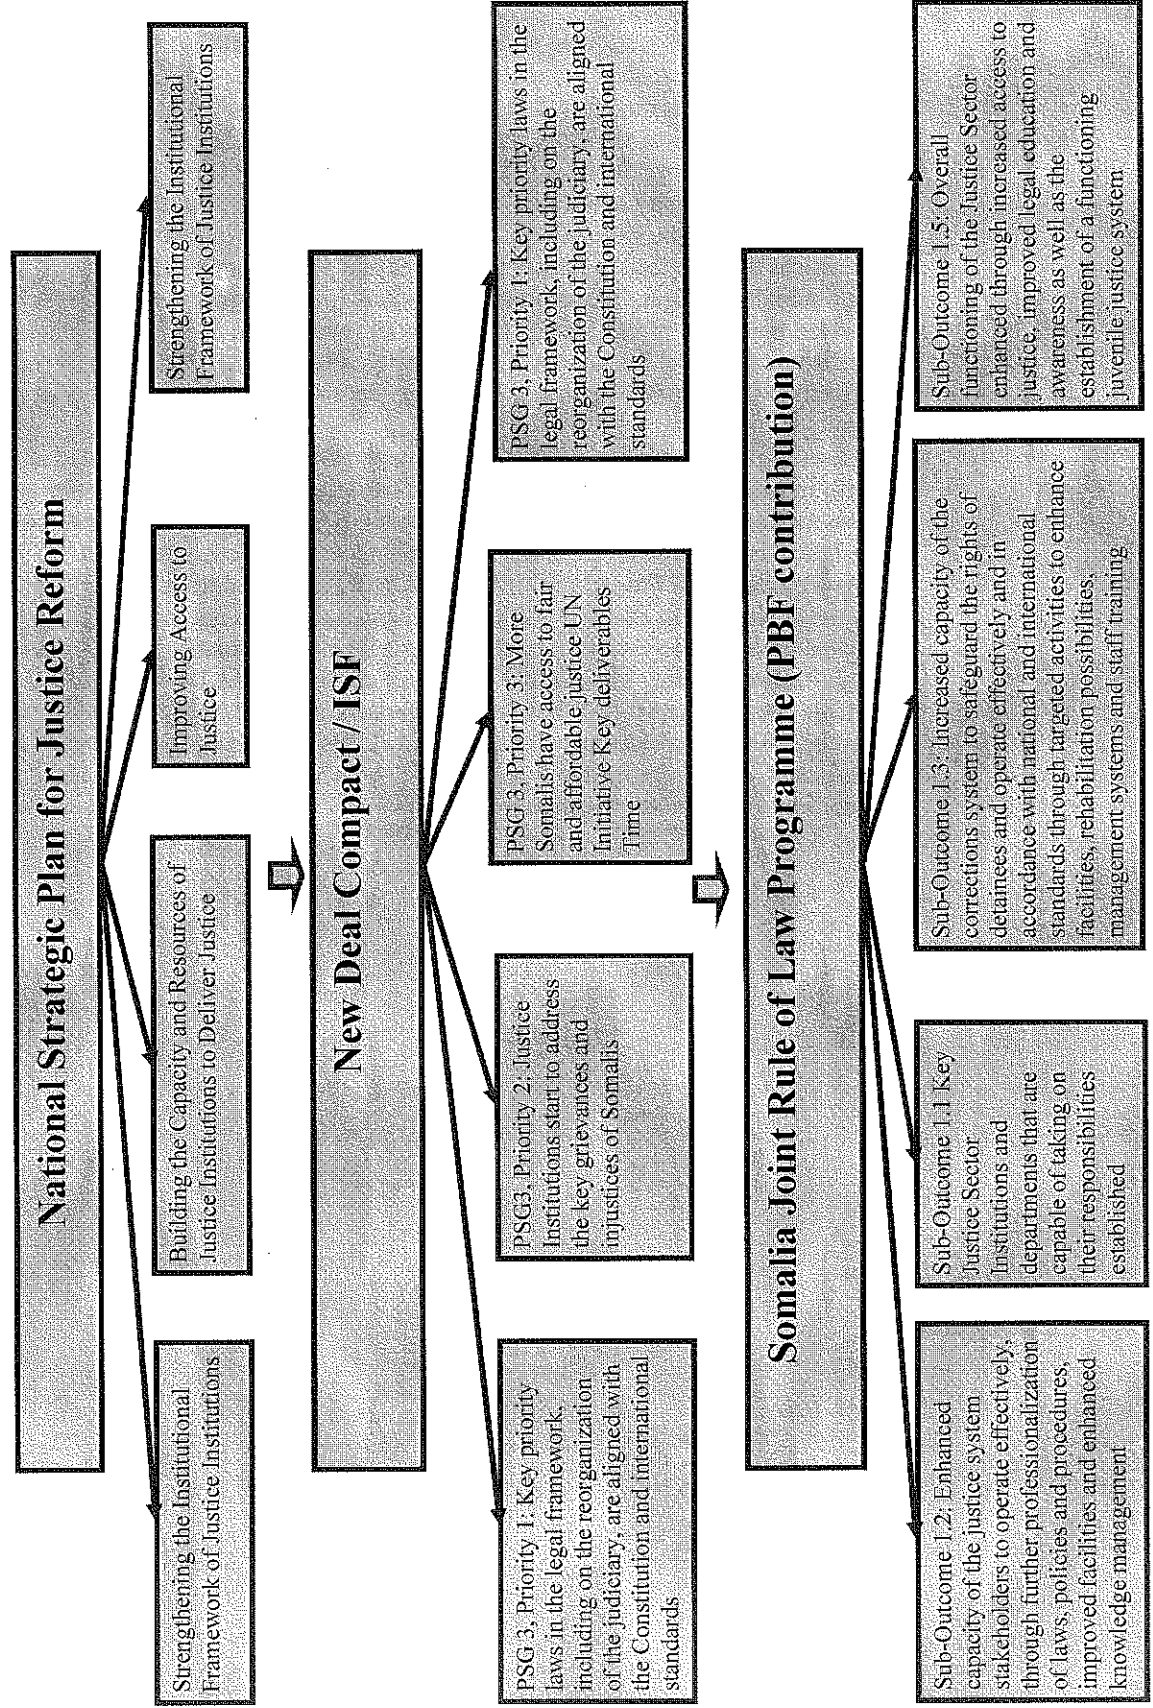 National Strategic Plan for Justice Reform
Strengthening the Institutional
Framework of Justice Institutions
Building the Capacity and Resources of
Justice Institutions to Deliver Justice
Improving Access to
Justice
Strengthening the Institutional
Framework of Justice Institutions
New Deal Compact / ISF
PSG 3, Priority 1: Key priority
laws in the legal framework,
including on the reorganization
of the judiciary, are aligned with
the Constitution and International
standards
PSG3, Priority 2: Justice
Institutions start to address
the key grievances and
injustices of Somalis
PSG 3, Priority 3: More
Somalis have access to fair
and affordable justice UN
Initiative Key deliverables
Time
PSG 3, Priority 1: Key priority laws in the
legal framework, including on the
reorganization of the judiciary, are aligned
with the Constitution and international
standards
Somalia Joint Rule of Law Programme (PBF contribution)
Sub-Outcome 1.2: Enhanced
capacity of the justice system
stakeholders to operate effectively,
through further professionalization
of laws, policies and procedures,
improved facilities and enhanced
knowledge management
Sub-Outcome 1.1 Key
Justice Sector
Institutions and
departments that are
capable of taking on
their responsibilities
established
Sub-Outcome 1.3: Increased capacity of the
corrections system to safeguard the rights of
detainees and operate effectively and in
accordance with national and international
standards through targeted activities to enhance
facilities, rehabilitation possibilities,
management systems and staff training
Sub-Outcome 1.5: Overall
functioning of the Justice Sector
enhanced through increased access to
justice, improved legal education and
awareness as well as the
establishment of a functioning
juvenile justice system